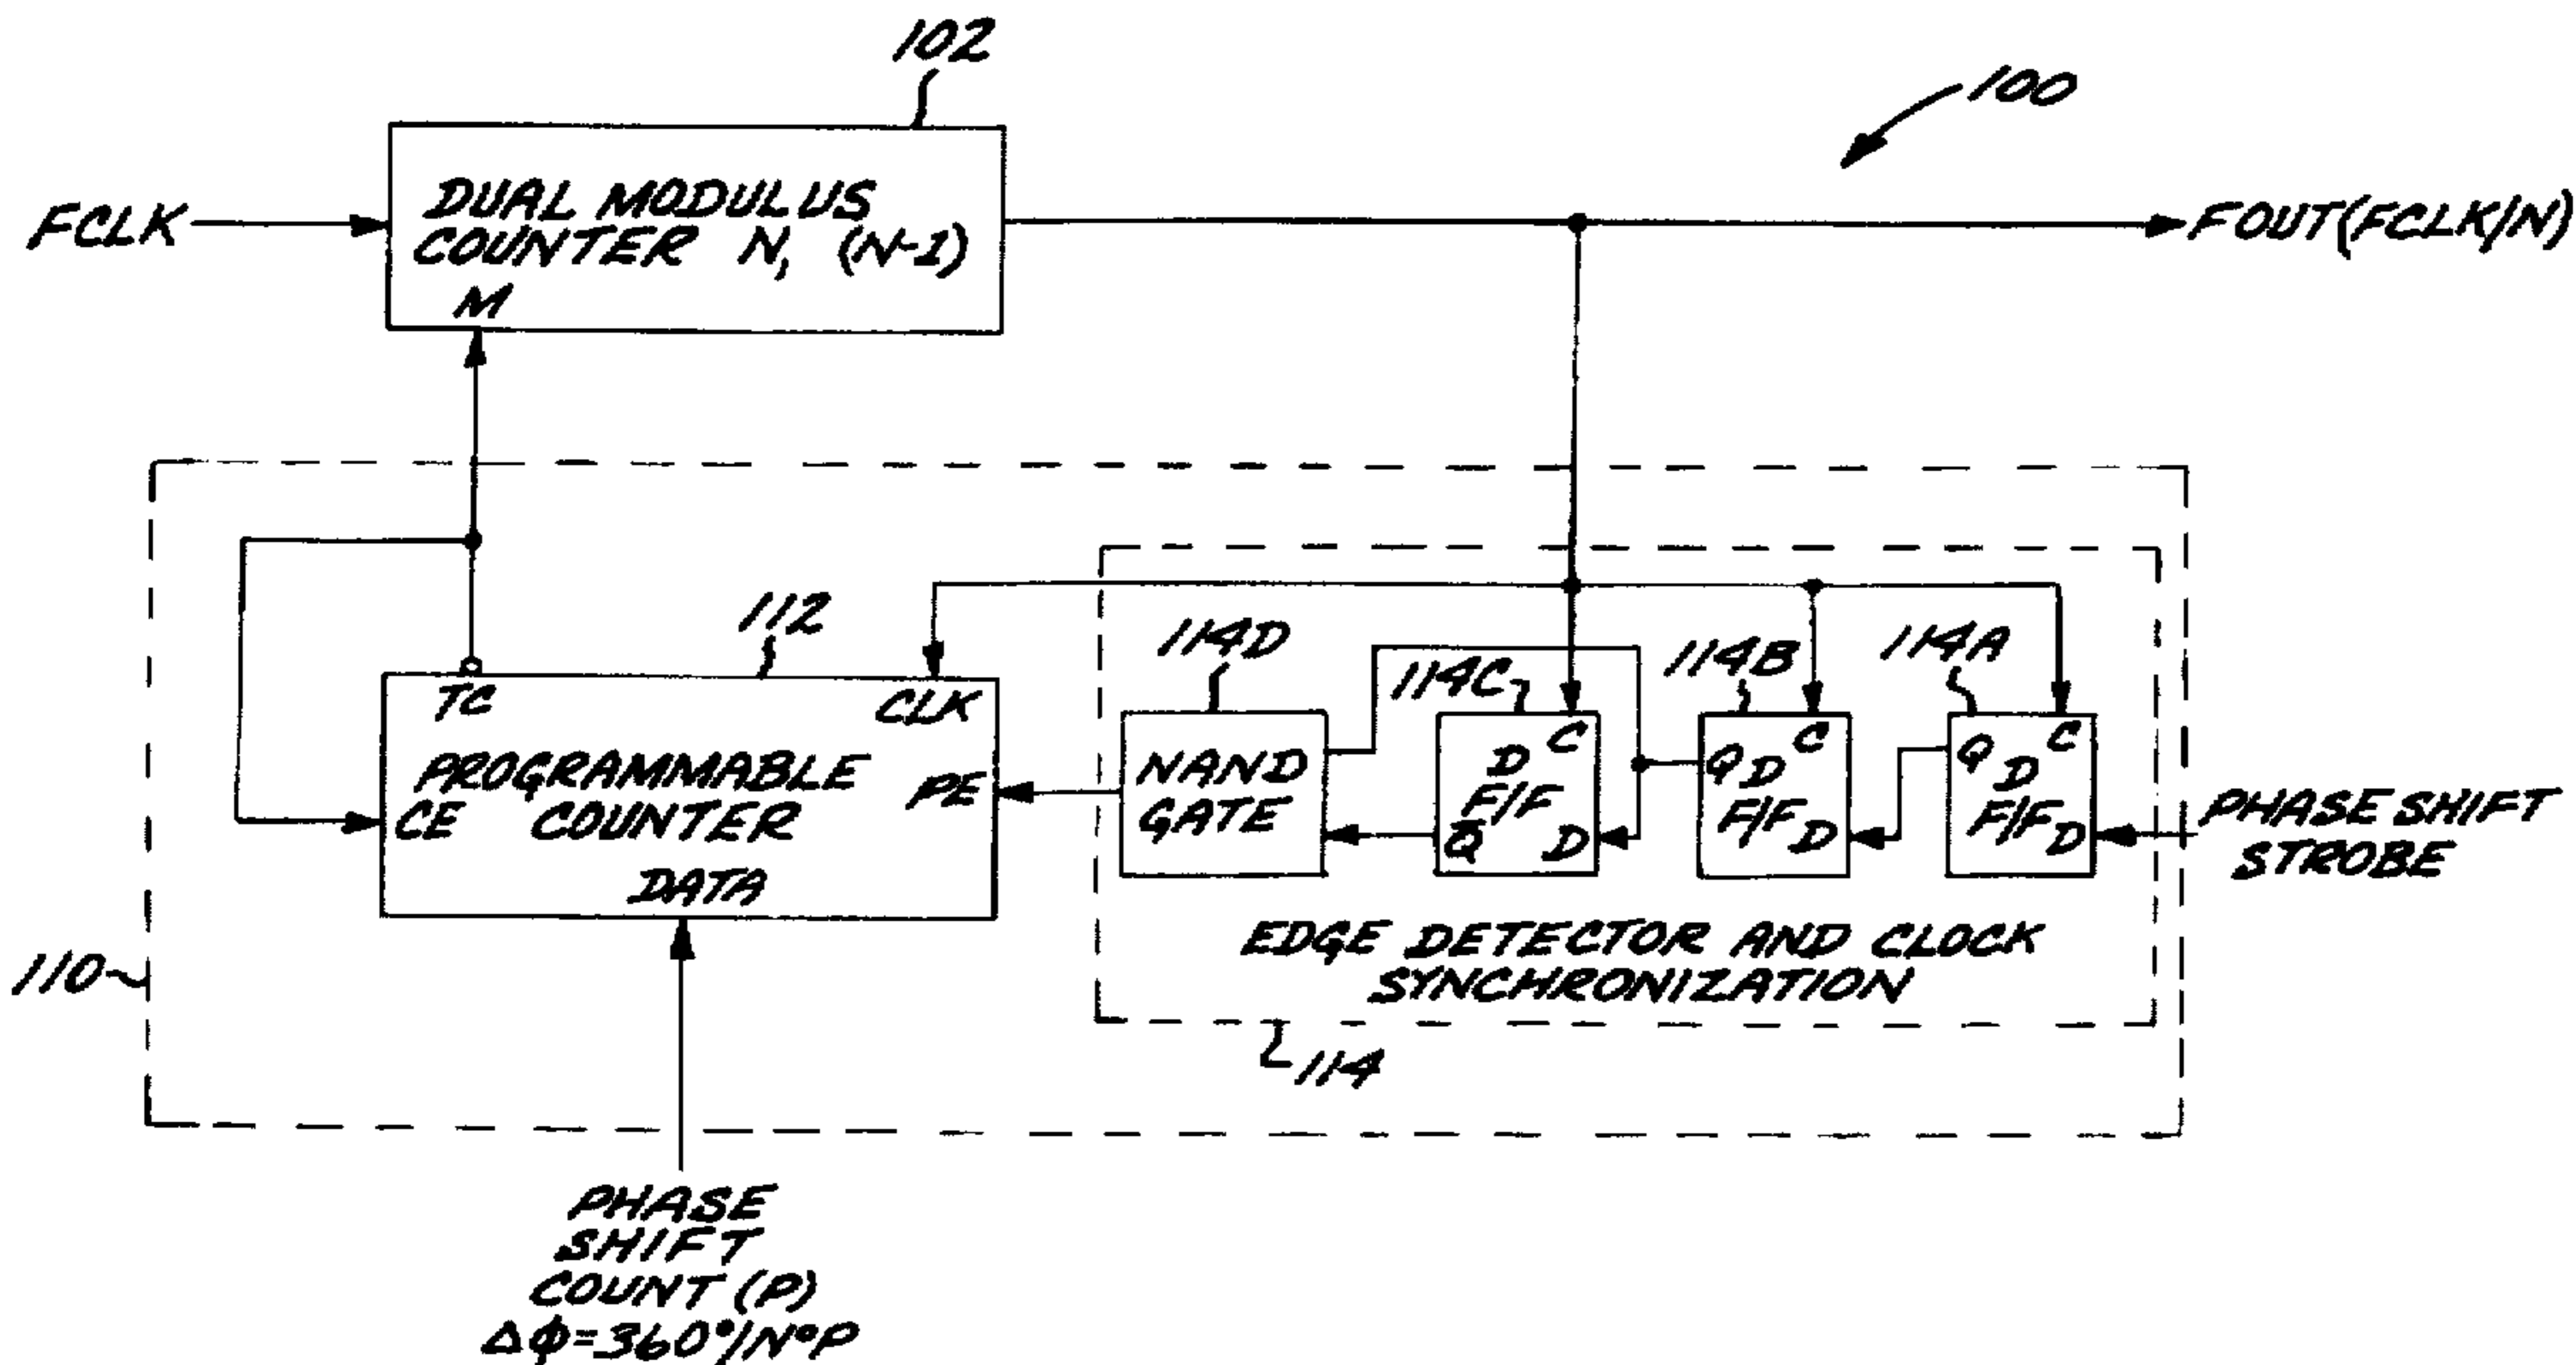 102
100
FCLK
DUAL MODULUS
COUNTER N, (N-1)
M
FOUT(FCLK/N)
112
TC
CLK
PROGRAMMABLE
COUNTER
CE
PE
DATA
114D
114C
114B
114A
NAND
GATE
D C
F/F
Q D
Q D C
F/F D
Q D C
F/F D
PHASE SHIFT
STROBE
EDGE DETECTOR AND CLOCK
SYNCHRONIZATION
110
114
PHASE
SHIFT
COUNT (P)
Δφ=360°/N°P